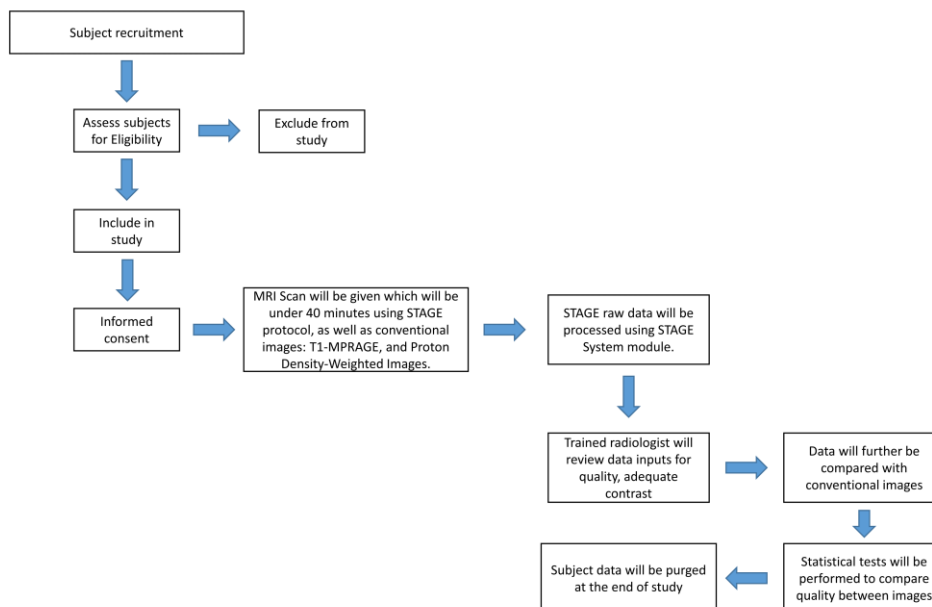 Subject recruitment
Assess subjects
for Eligibility
Exclude from
study
Include in
study
Informed
consent
MRI Scan will be given which will be
under 40 minutes using STAGE
protocol, as well as conventional
images: T1-MPRAGE, and Proton
Density-Weighted Images.
STAGE raw data will be
processed using STAGE
System module.
Trained radiologist will
review data inputs for
quality, adequate
contrast
Data will further be
compared with
conventional images
Statistical tests will be
performed to compare
quality between images
Subject data will be purged
at the end of study